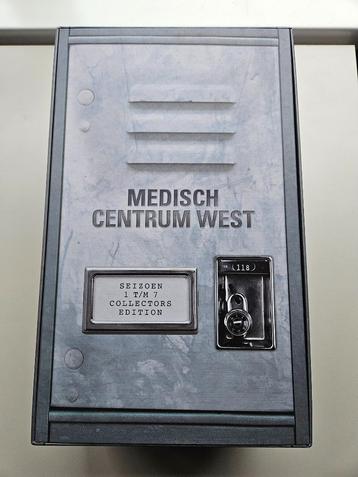 MEDISCH
CENTRUM WEST
SEIZOEN
1 T/M 7
COLLECTORS
EDITION
118